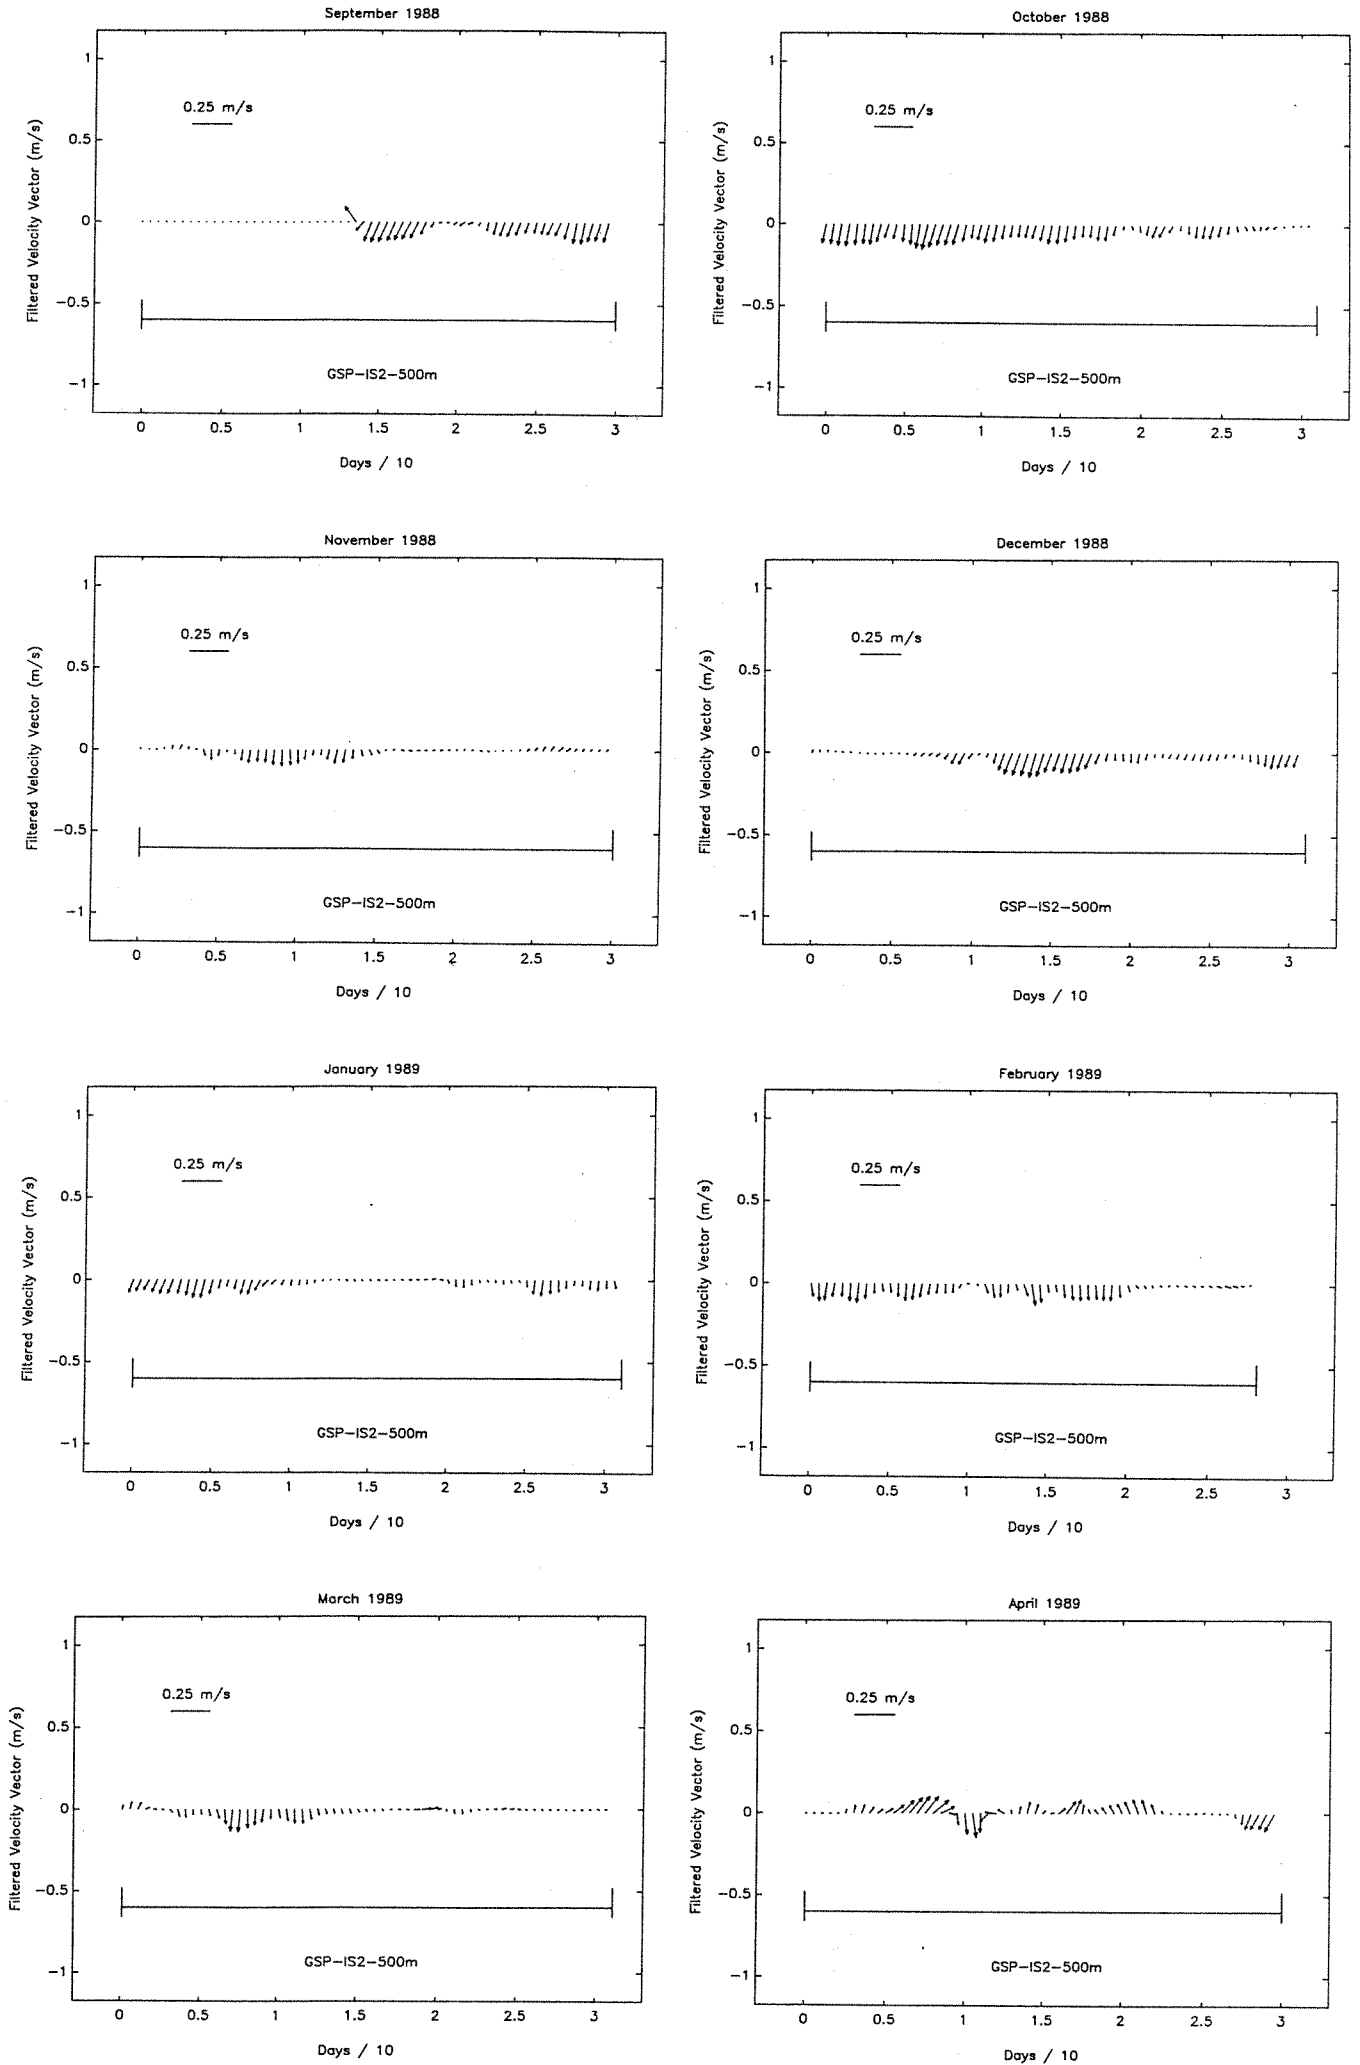 September 1988
0.25 m/s
Filtered Velocity Vector (m/s)
1
0.5
0
−0.5
−1
GSP−IS2−500m
0 0.5 1 1.5 2 2.5 3
Days / 10
October 1988
0.25 m/s
Filtered Velocity Vector (m/s)
1
0.5
0
−0.5
−1
GSP−IS2−500m
0 0.5 1 1.5 2 2.5 3
Days / 10
November 1988
0.25 m/s
Filtered Velocity Vector (m/s)
1
0.5
0
−0.5
−1
GSP−IS2−500m
0 0.5 1 1.5 2 2.5 3
Days / 10
December 1988
0.25 m/s
Filtered Velocity Vector (m/s)
1
0.5
0
−0.5
−1
GSP−IS2−500m
0 0.5 1 1.5 2 2.5 3
Days / 10
January 1989
0.25 m/s
Filtered Velocity Vector (m/s)
1
0.5
0
−0.5
−1
GSP−IS2−500m
0 0.5 1 1.5 2 2.5 3
Days / 10
February 1989
0.25 m/s
Filtered Velocity Vector (m/s)
1
0.5
0
−0.5
−1
GSP−IS2−500m
0 0.5 1 1.5 2 2.5 3
Days / 10
March 1989
0.25 m/s
Filtered Velocity Vector (m/s)
1
0.5
0
−0.5
−1
GSP−IS2−500m
0 0.5 1 1.5 2 2.5 3
Days / 10
April 1989
0.25 m/s
Filtered Velocity Vector (m/s)
1
0.5
0
−0.5
−1
GSP−IS2−500m
0 0.5 1 1.5 2 2.5 3
Days / 10